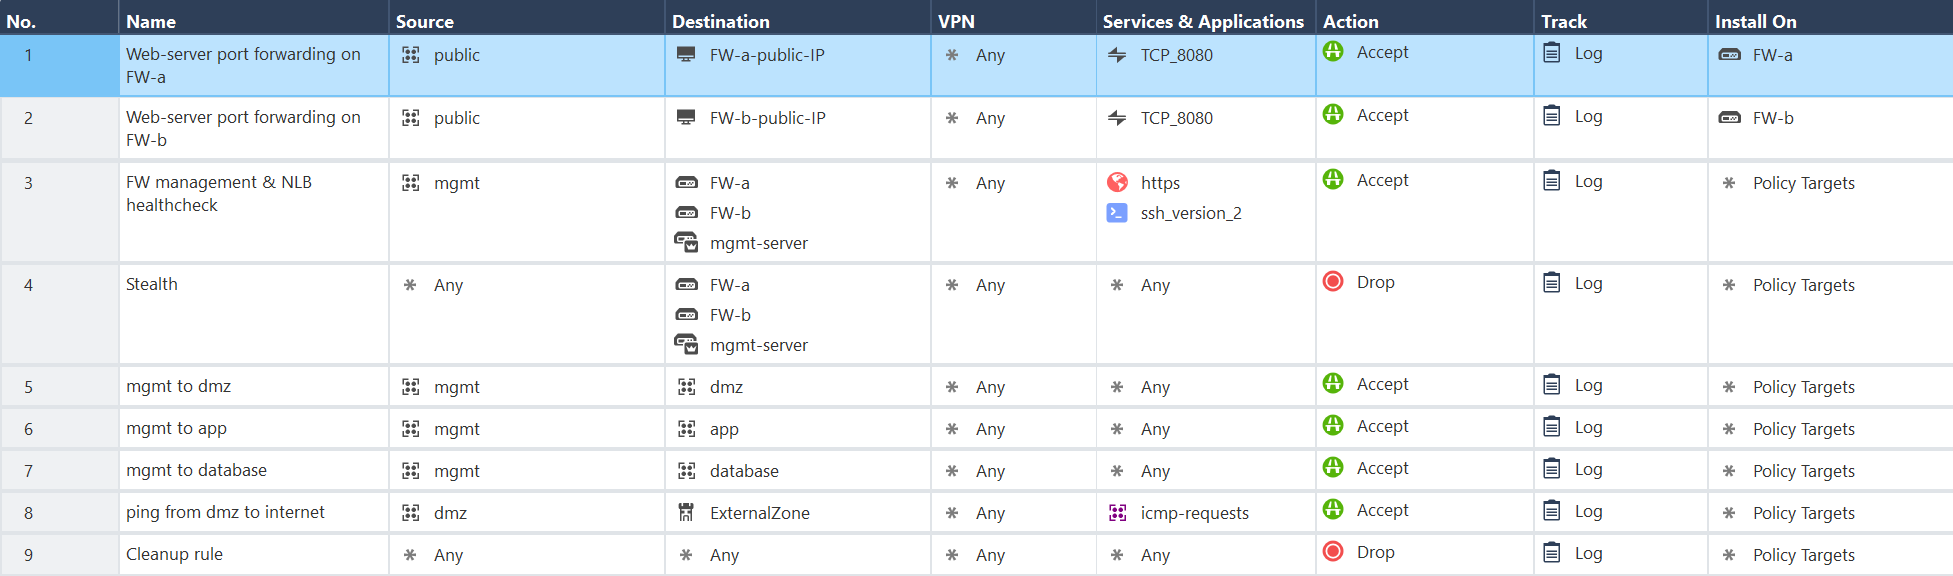 No. Name Source Destination VPN Services & Applications Action Track Install On
1 Web-server port forwarding on FW-a public FW-a-public-IP Any TCP_8080 Accept Log FW-a
2 Web-server port forwarding on FW-b public FW-b-public-IP Any TCP_8080 Accept Log FW-b
3 FW management & NLB healthcheck mgmt FW-a Any https Accept Log Policy Targets
FW-b ssh_version_2
mgmt-server
4 Stealth Any FW-a Any Any Drop Log Policy Targets
FW-b
mgmt-server
5 mgmt to dmz mgmt dmz Any Any Accept Log Policy Targets
6 mgmt to app mgmt app Any Any Accept Log Policy Targets
7 mgmt to database mgmt database Any Any Accept Log Policy Targets
8 ping from dmz to internet dmz ExternalZone Any icmp-requests Accept Log Policy Targets
9 Cleanup rule Any Any Any Any Drop Log Policy Targets